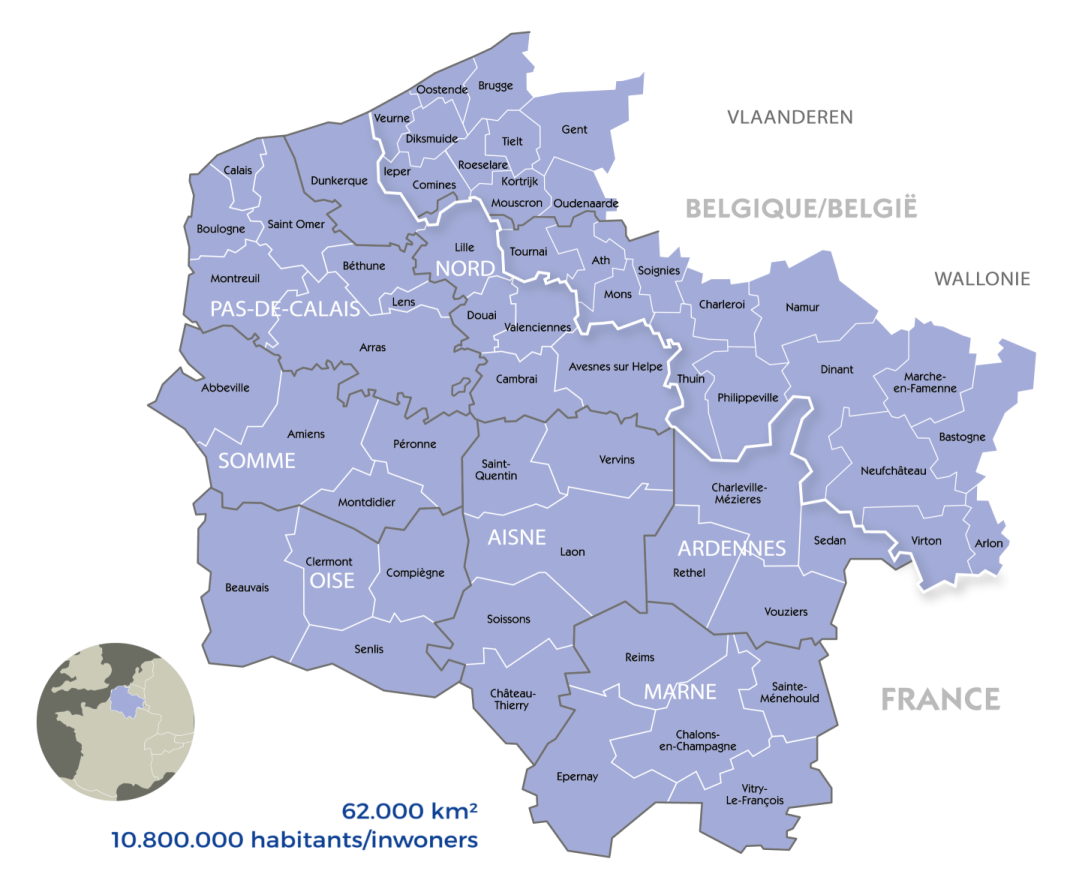 Oostende
Brugge
Veurne
VLAANDEREN
Diksmuide
Tielt
Gent
Calais
Dunkerque
Ieper
Roeselare
Comines
Kortrijk
Mouscron
Oudenaarde
BELGIQUE/BELGIË
Boulogne
Saint Omer
Lille
NORD
Tournai
Ath
Soignies
Montreuil
Béthune
WALLONIE
PAS-DE-CALAIS
Lens
Mons
Charleroi
Namur
Douai
Valenciennes
Arras
Abbeville
Cambrai
Avesnes sur Helpe
Thuin
Philippeville
Dinant
Marche-
en-Famenne
Amiens
Péronne
SOMME
Saint-
Quentin
Vervins
Bastogne
Neufchâteau
Montdidier
Charleville-
Mézieres
AISNE
Laon
ARDENNES
Sedan
Virton
Arlon
Clermont
OISE
Compiègne
Beauvais
Rethel
Soissons
Vouziers
Senlis
Reims
MARNE
Château-
Thierry
Sainte-
Ménehould
FRANCE
Chalons-
en-Champagne
Epernay
Vitry-
Le-François
62.000 km²
10.800.000 habitants/inwoners